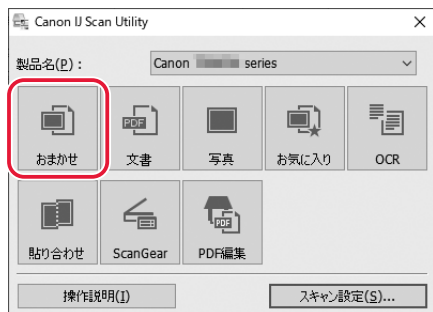 Canon IJ Scan Utility
製品名(P) : Canon series
おまかせ 文書 写真 お気に入り OCR
貼り合わせ ScanGear PDF編集
操作説明(I) スキャン設定(S)...